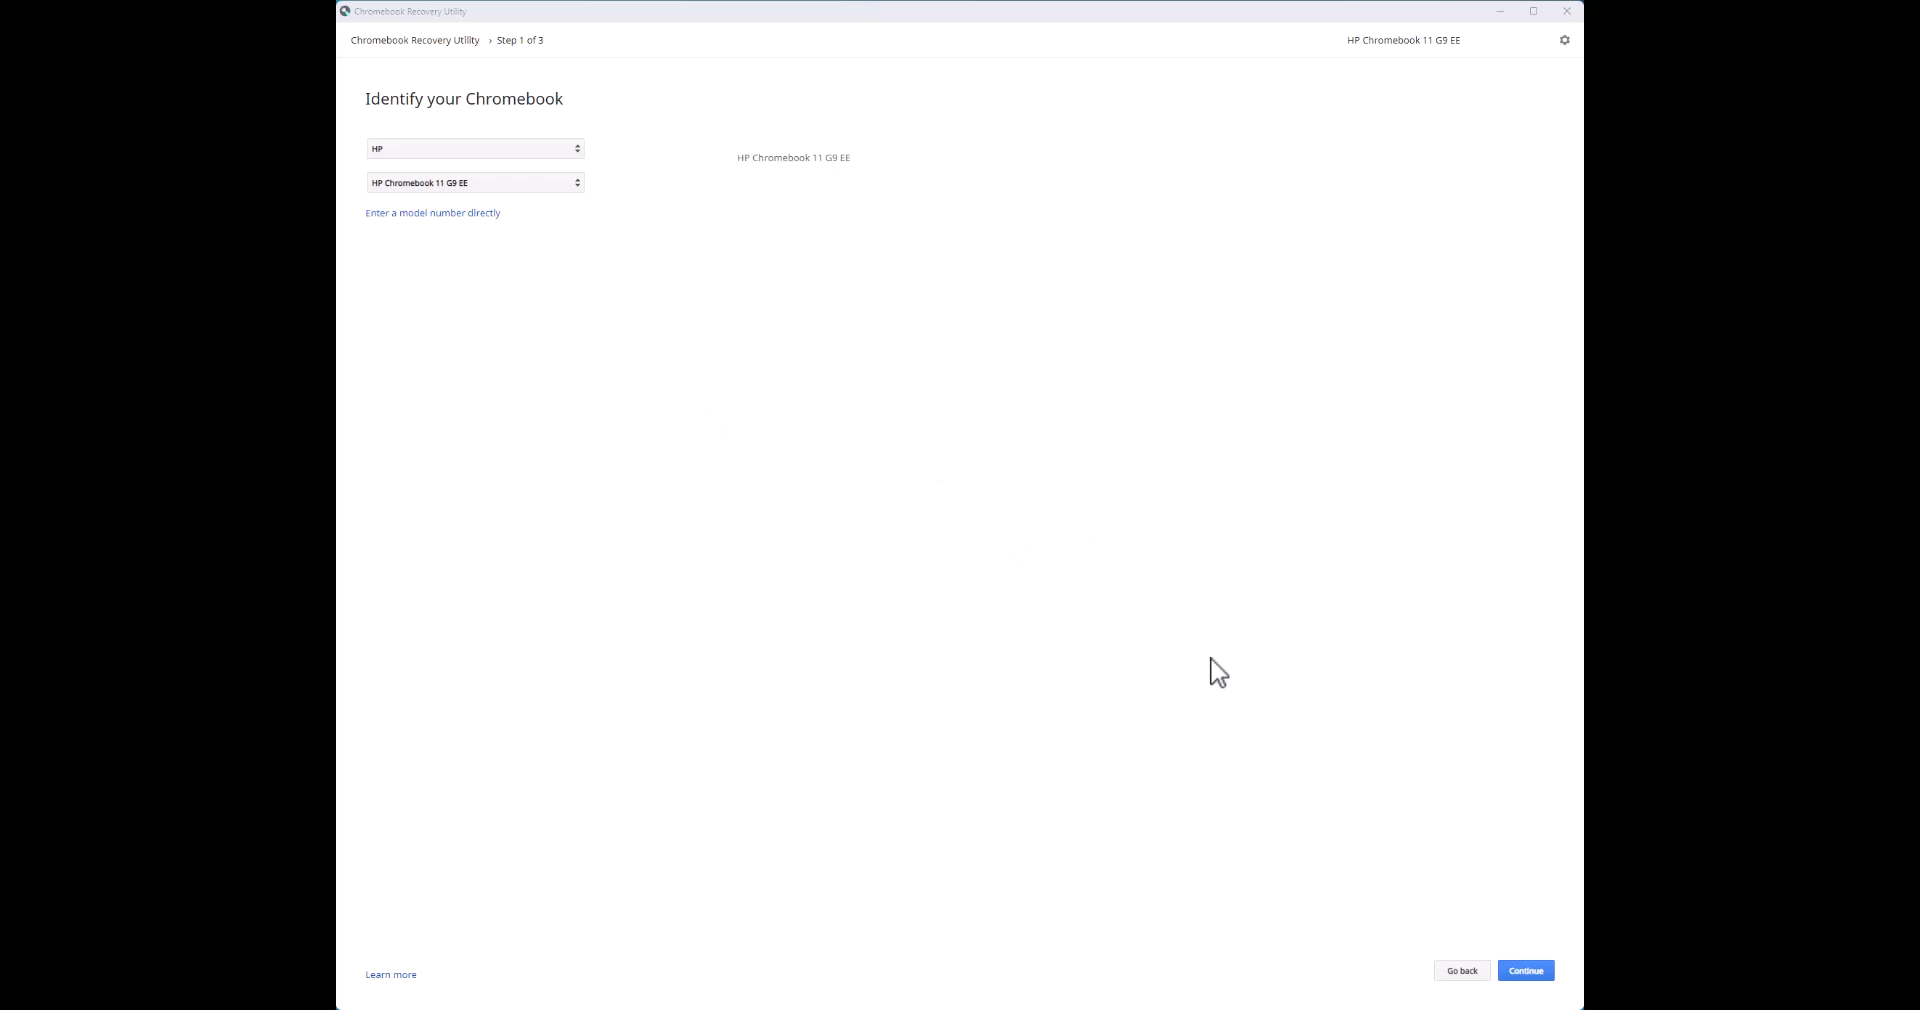 Chromebook Recovery Utility
Chromebook Recovery Utility › Step 1 of 3
HP Chromebook 11 G9 EE
Identify your Chromebook
HP
HP Chromebook 11 G9 EE
HP Chromebook 11 G9 EE
Enter a model number directly
Learn more
Go back
Continue